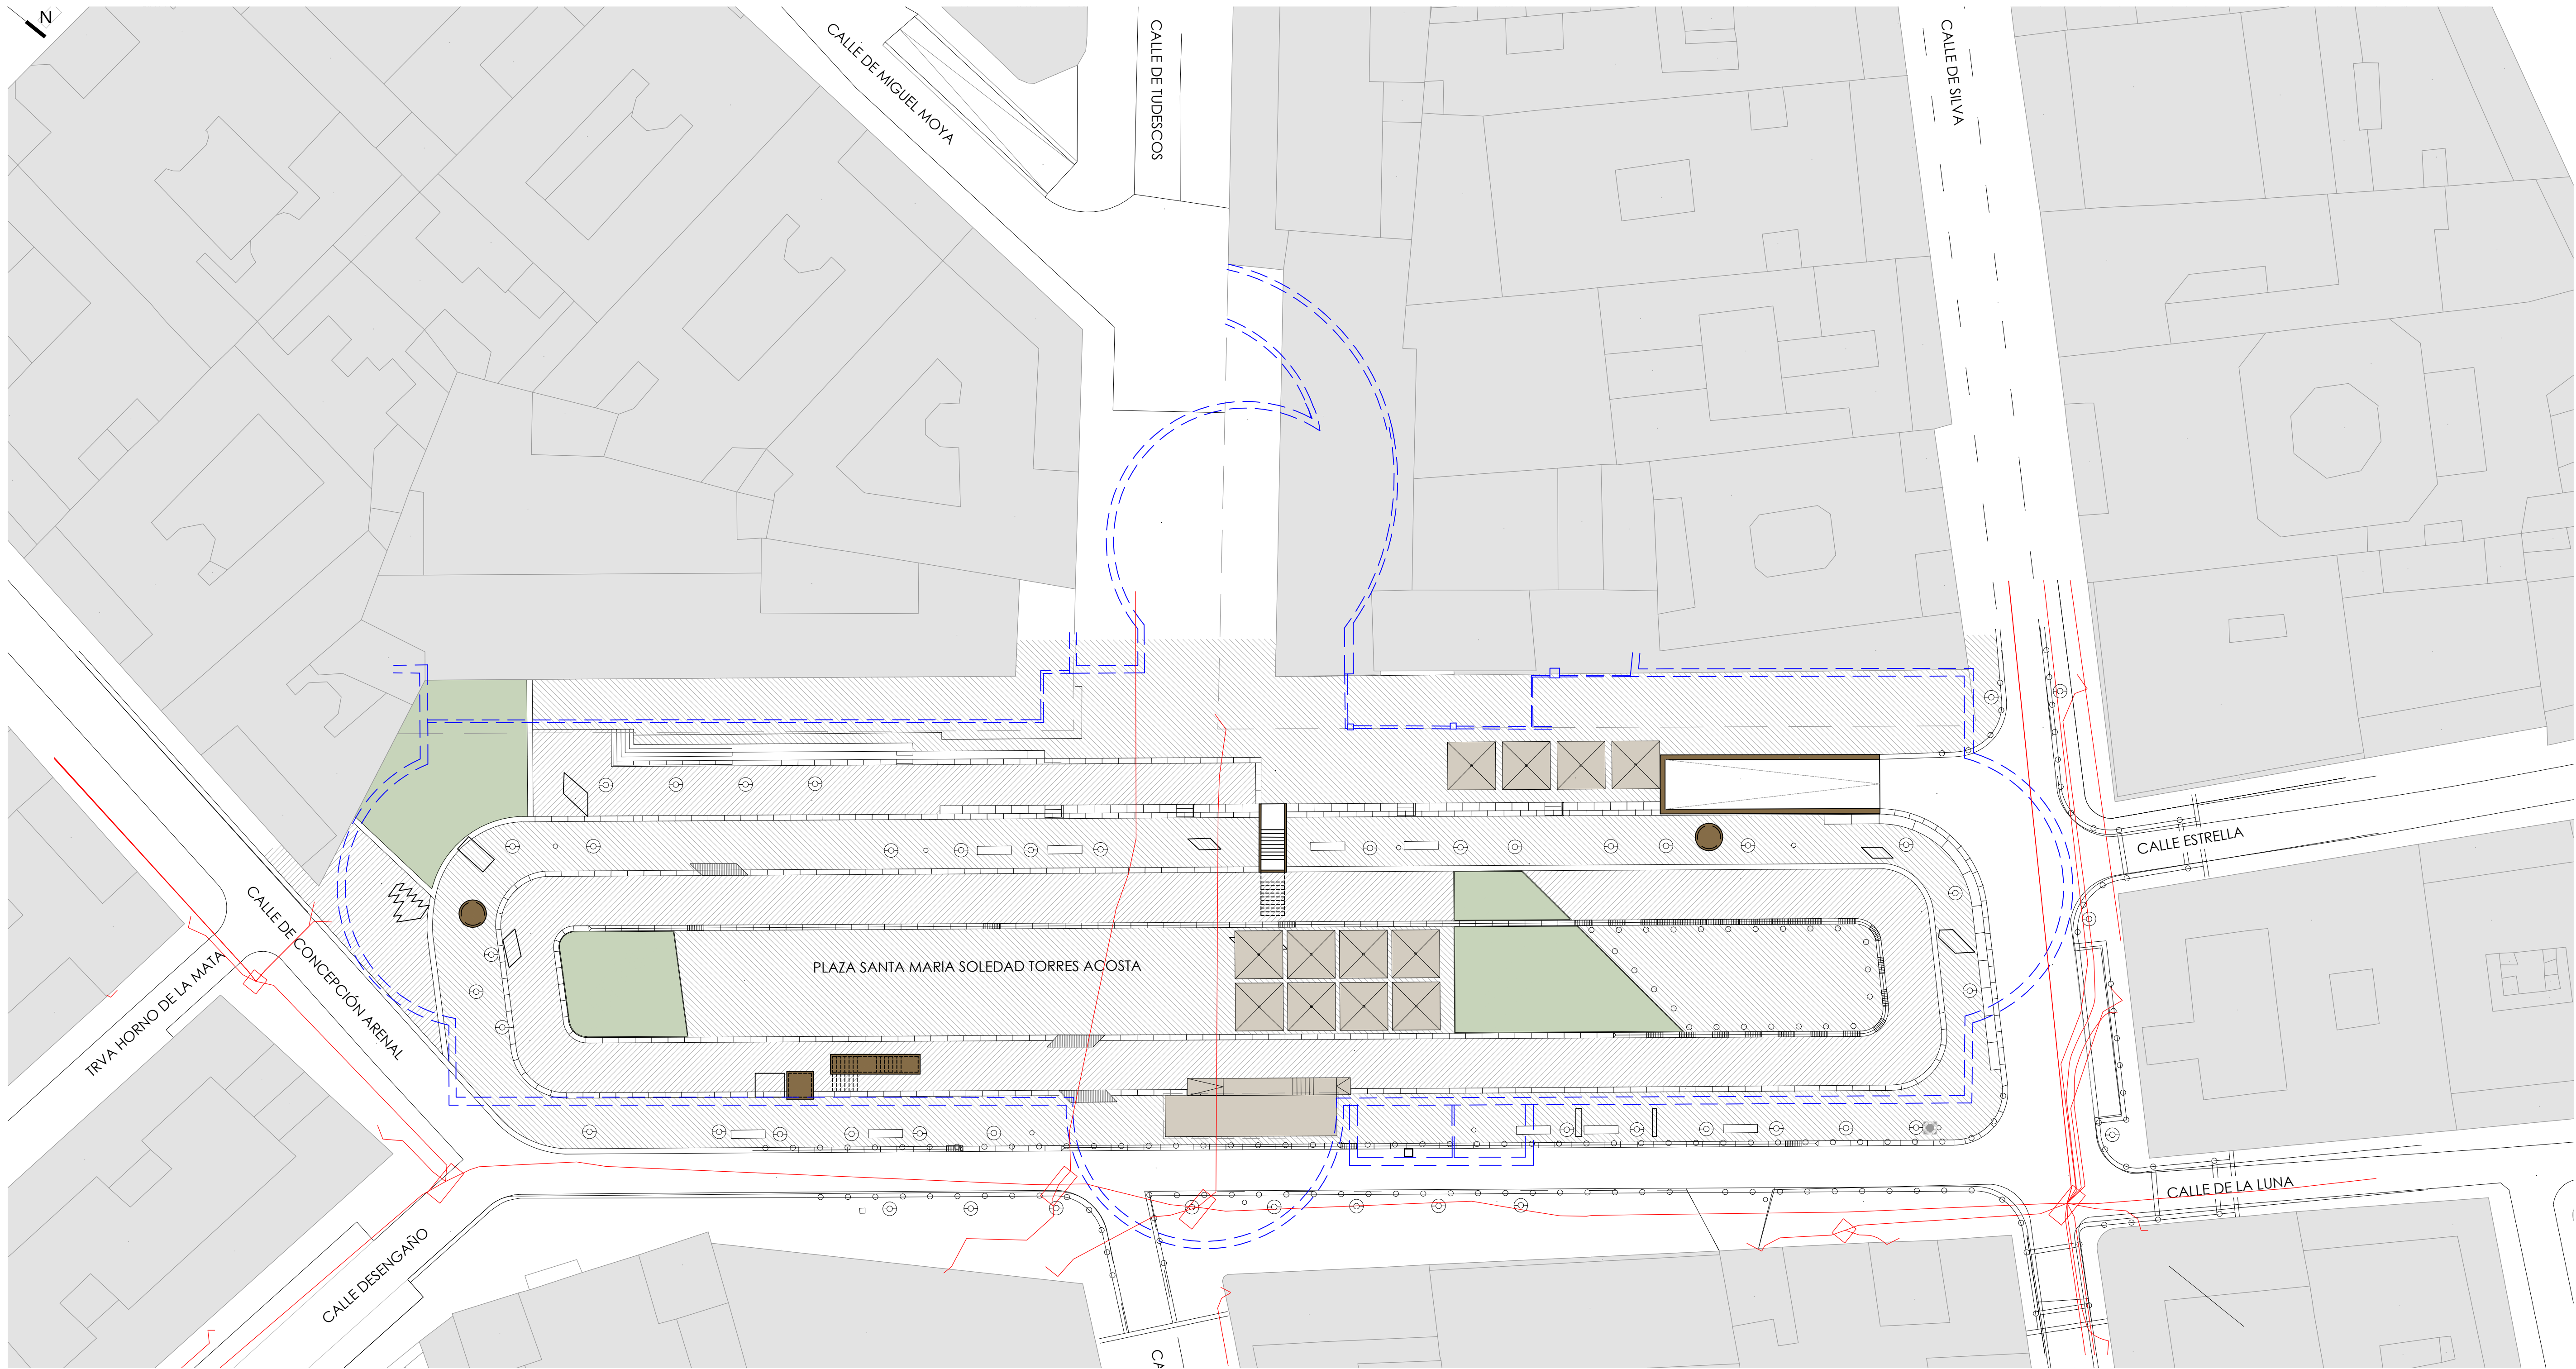 N
CALLE DE MIGUEL MOYA
CALLE DE TUDESCOS
CALLE DE SILVA
CALLE ESTRELLA
CALLE DE CONCEPCIÓN ARENAL
TRVA HORNO DE LA MATA
PLAZA SANTA MARIA SOLEDAD TORRES ACOSTA
CALLE DE LA LUNA
CALLE DESENGAÑO
CA